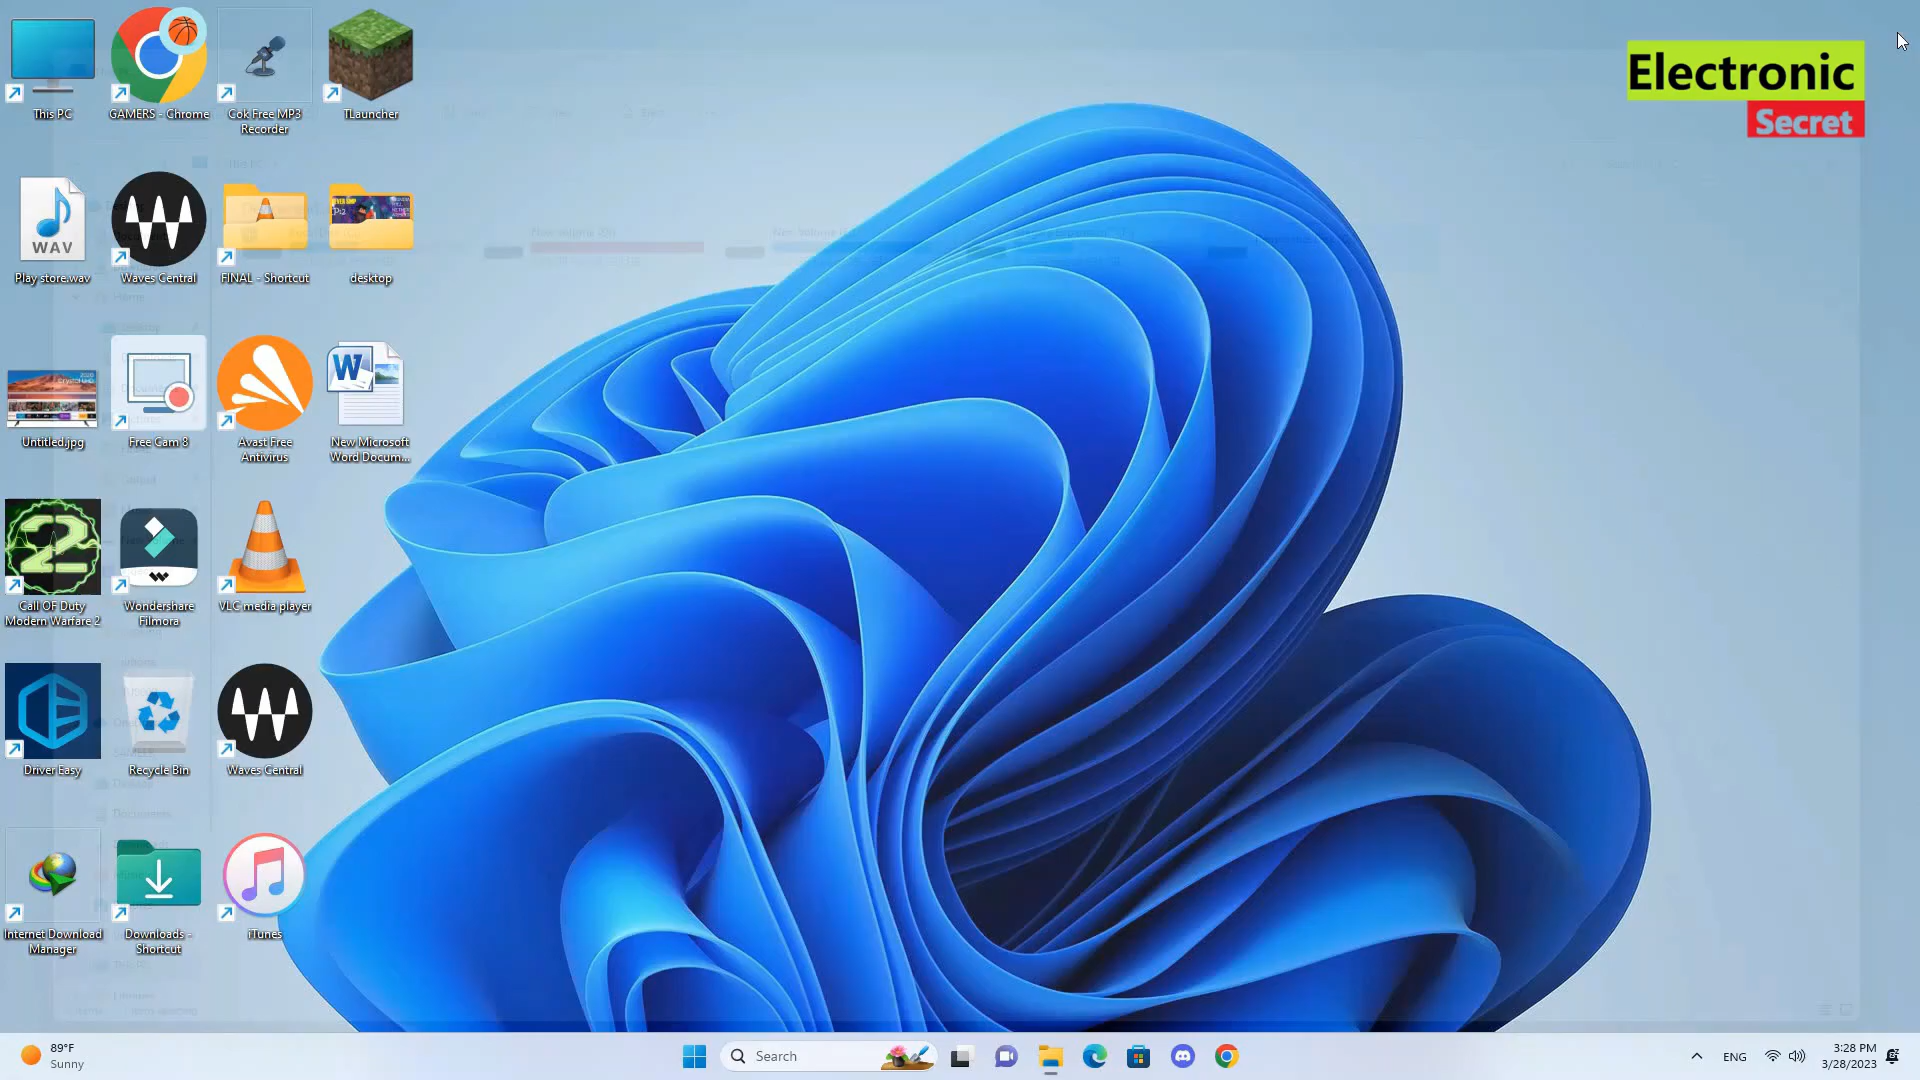 Electronic
Secret
This PC
GAMERS - Chrome
Cok Free MP3
Recorder
TLauncher
WAV
Play store.wav
Waves Central
FINAL - Shortcut
desktop
Untitled.jpg
Free Cam 8
Avast Free
Antivirus
W
New Microsoft
Word Docum...
2
Call OF Duty
Modern Warfare 2
Wondershare
Filmora
VLC media player
Driver Easy
Recycle Bin
Waves Central
Internet Download
Manager
Downloads -
Shortcut
iTunes
89°F
Sunny
Search
ENG
3:28 PM
3/28/2023